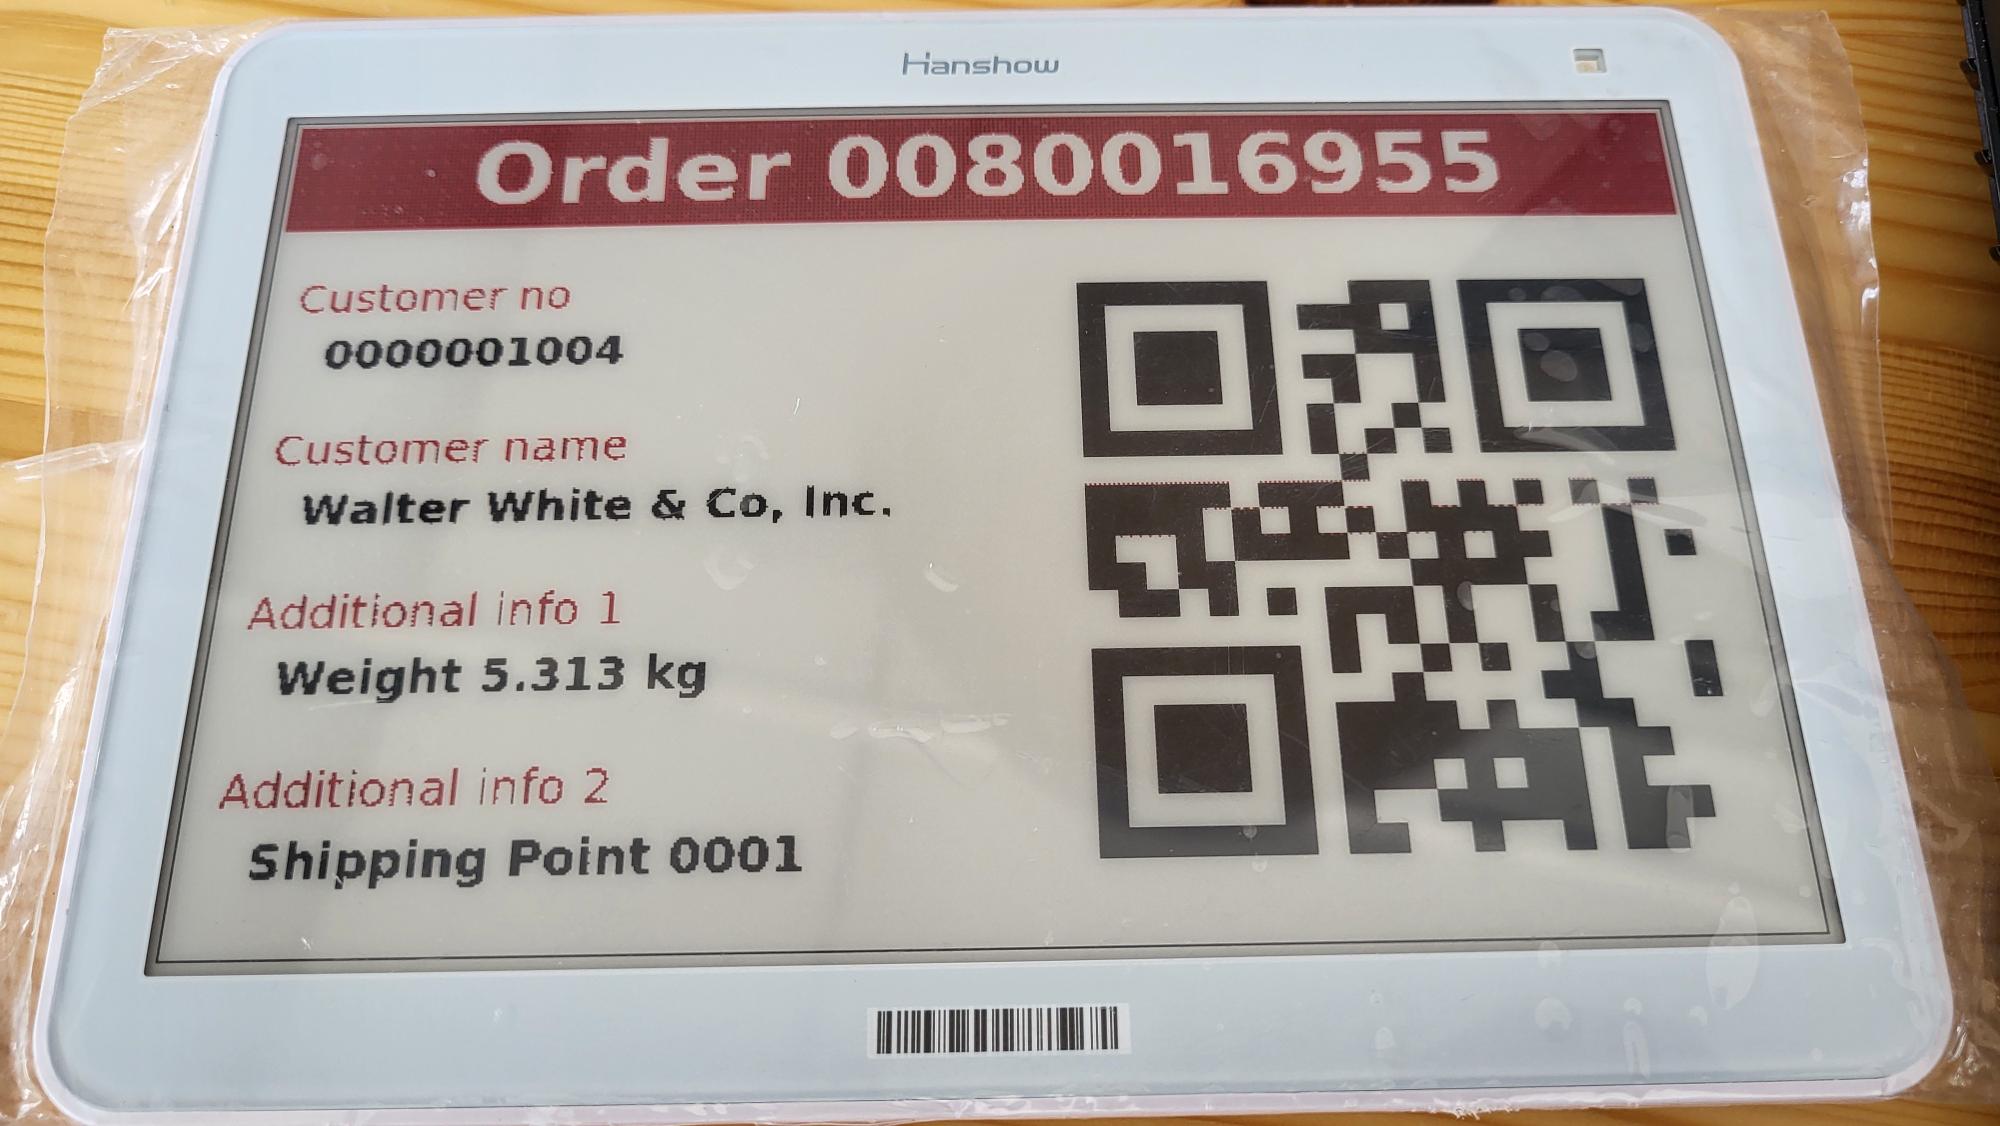 Hanshow
Order 0080016955
Customer no
0000001004
Customer name
Walter White & Co, Inc.
Additional info 1
Weight 5.313 kg
Additional info 2
Shipping Point 0001